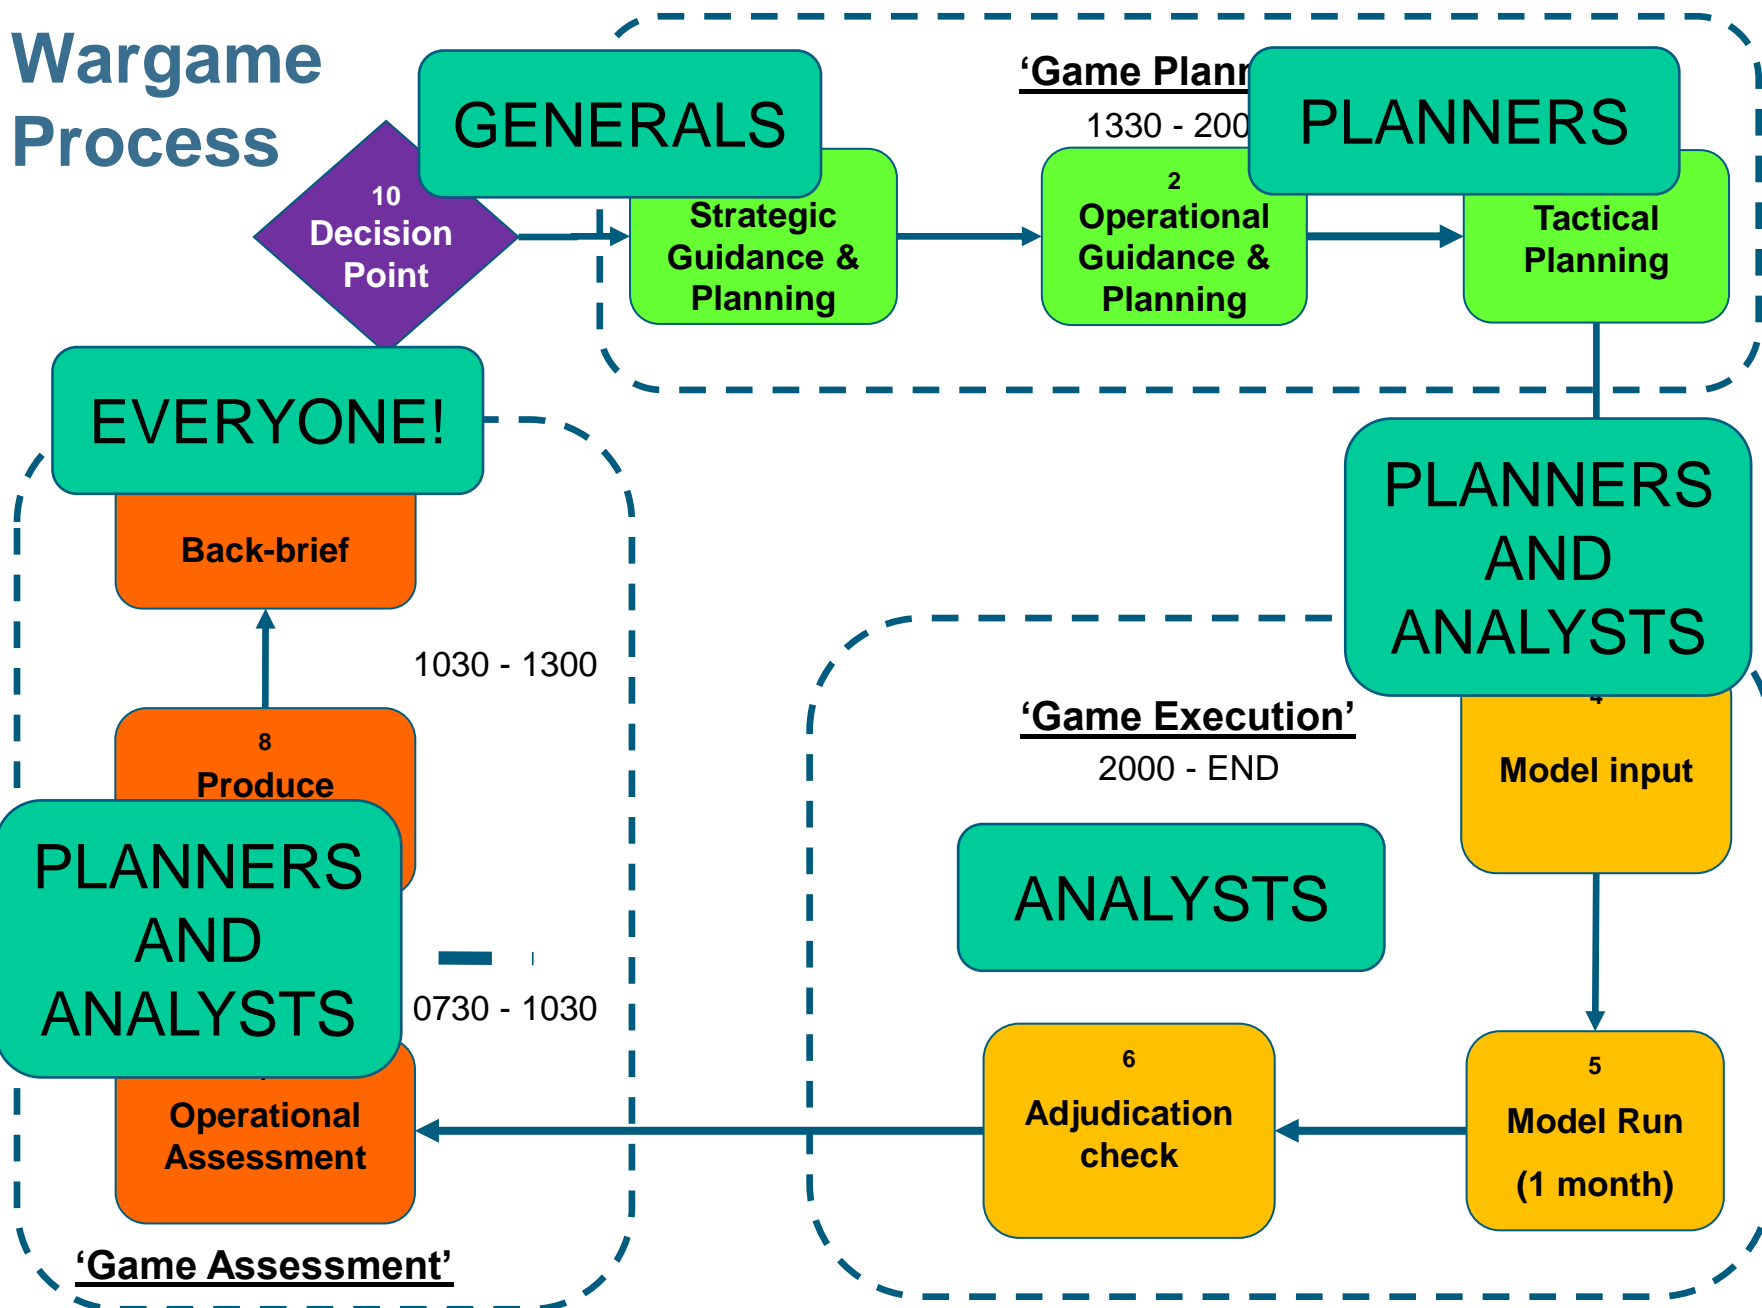 Wargame
Process
GENERALS
‘Game Plann
1330 - 200
PLANNERS
10
Decision
Point
Strategic
Guidance &
Planning
2
Operational
Guidance &
Planning
Tactical
Planning
EVERYONE!
Back-brief
1030 - 1300
8
Produce
PLANNERS
AND
ANALYSTS
0730 - 1030
Operational
Assessment
‘Game Assessment’
PLANNERS
AND
ANALYSTS
‘Game Execution’
2000 - END
4
Model input
ANALYSTS
6
Adjudication
check
5
Model Run
(1 month)